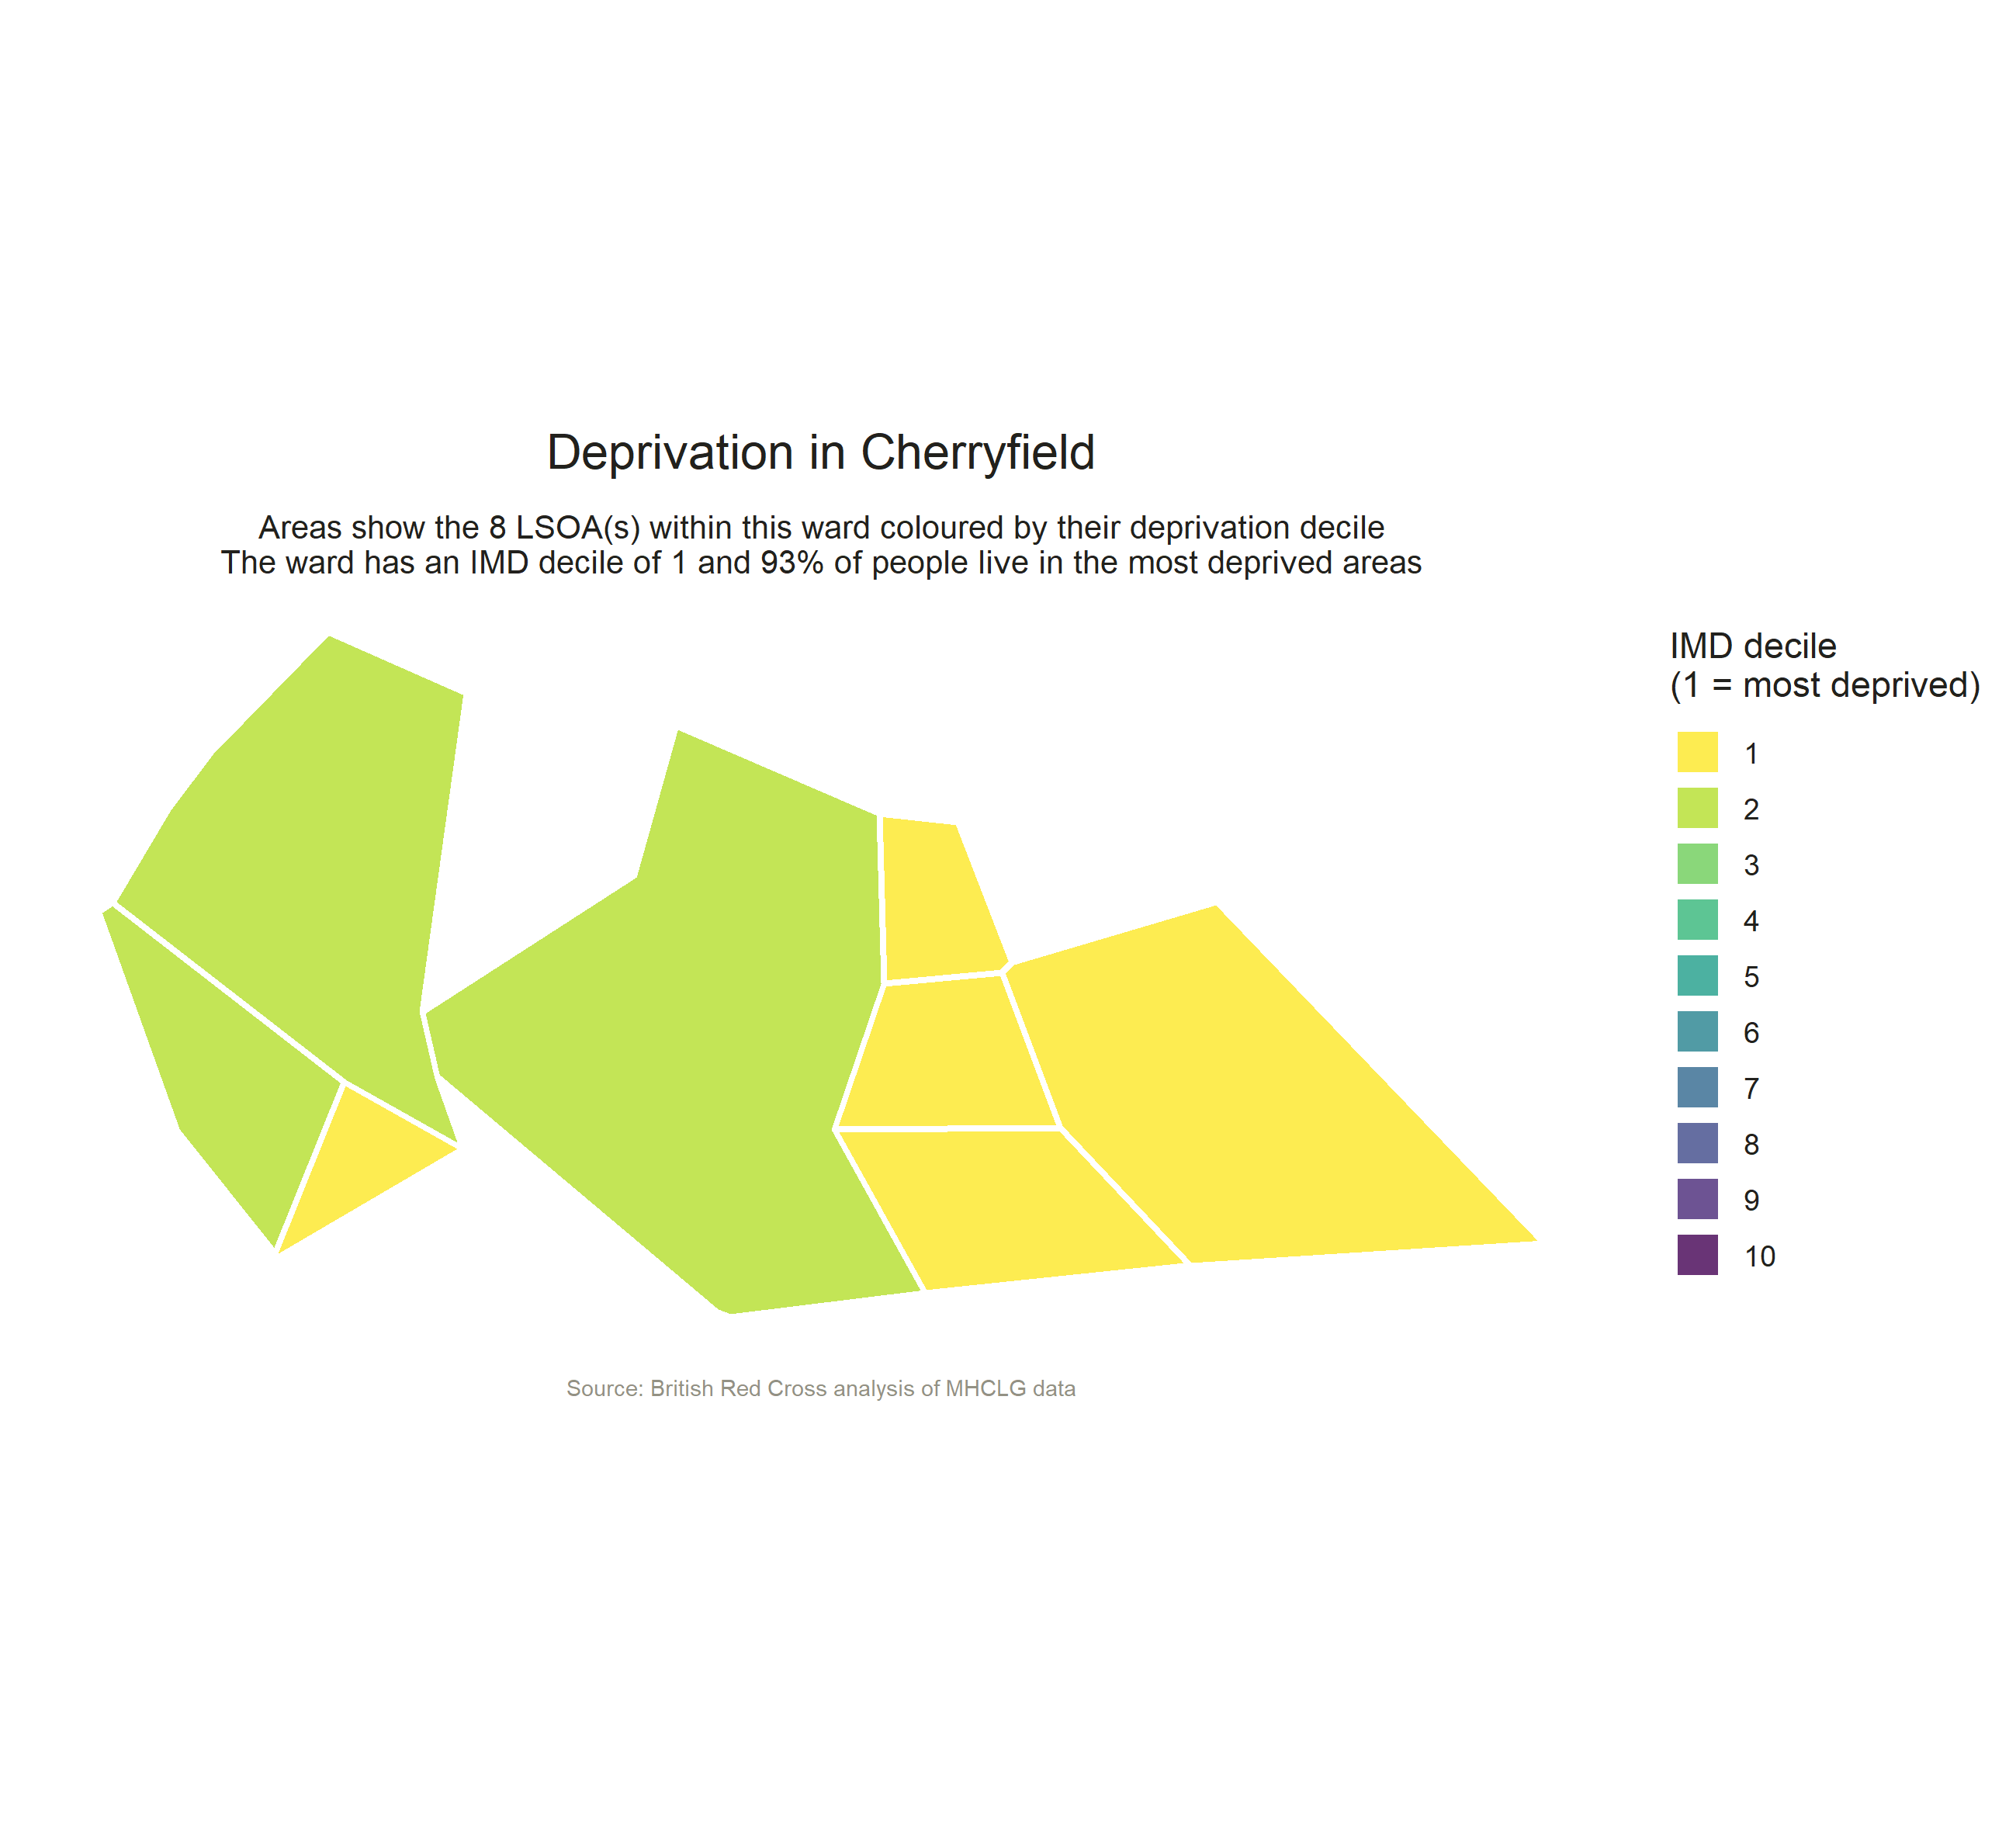 Deprivation in Cherryfield
Areas show the 8 LSOA(s) within this ward coloured by their deprivation decile
The ward has an IMD decile of 1 and 93% of people live in the most deprived areas
IMD decile
(1 = most deprived)
1
2
3
4
5
6
7
8
9
10
Source: British Red Cross analysis of MHCLG data